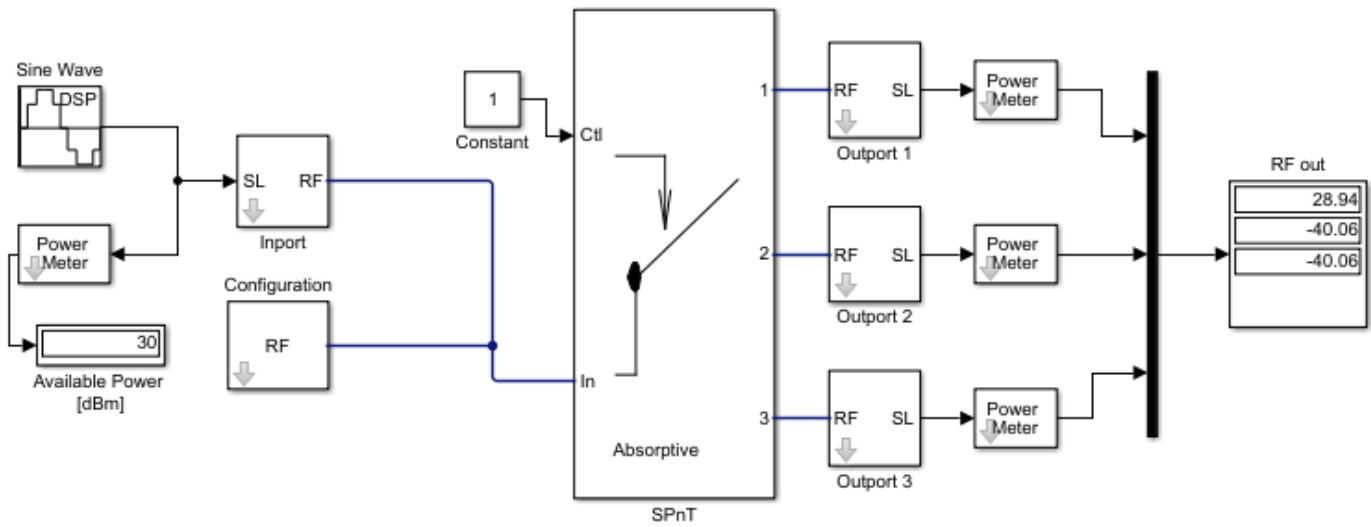 Sine Wave
DSP
Power
Meter
30
Available Power
[dBm]
SL RF
Inport
Configuration
RF
1
Constant
Ctl
In
1
2
3
Absorptive
SPnT
RF SL
Outport 1
Power
Meter
RF SL
Outport 2
Power
Meter
RF SL
Outport 3
Power
Meter
RF out
28.94
-40.06
-40.06